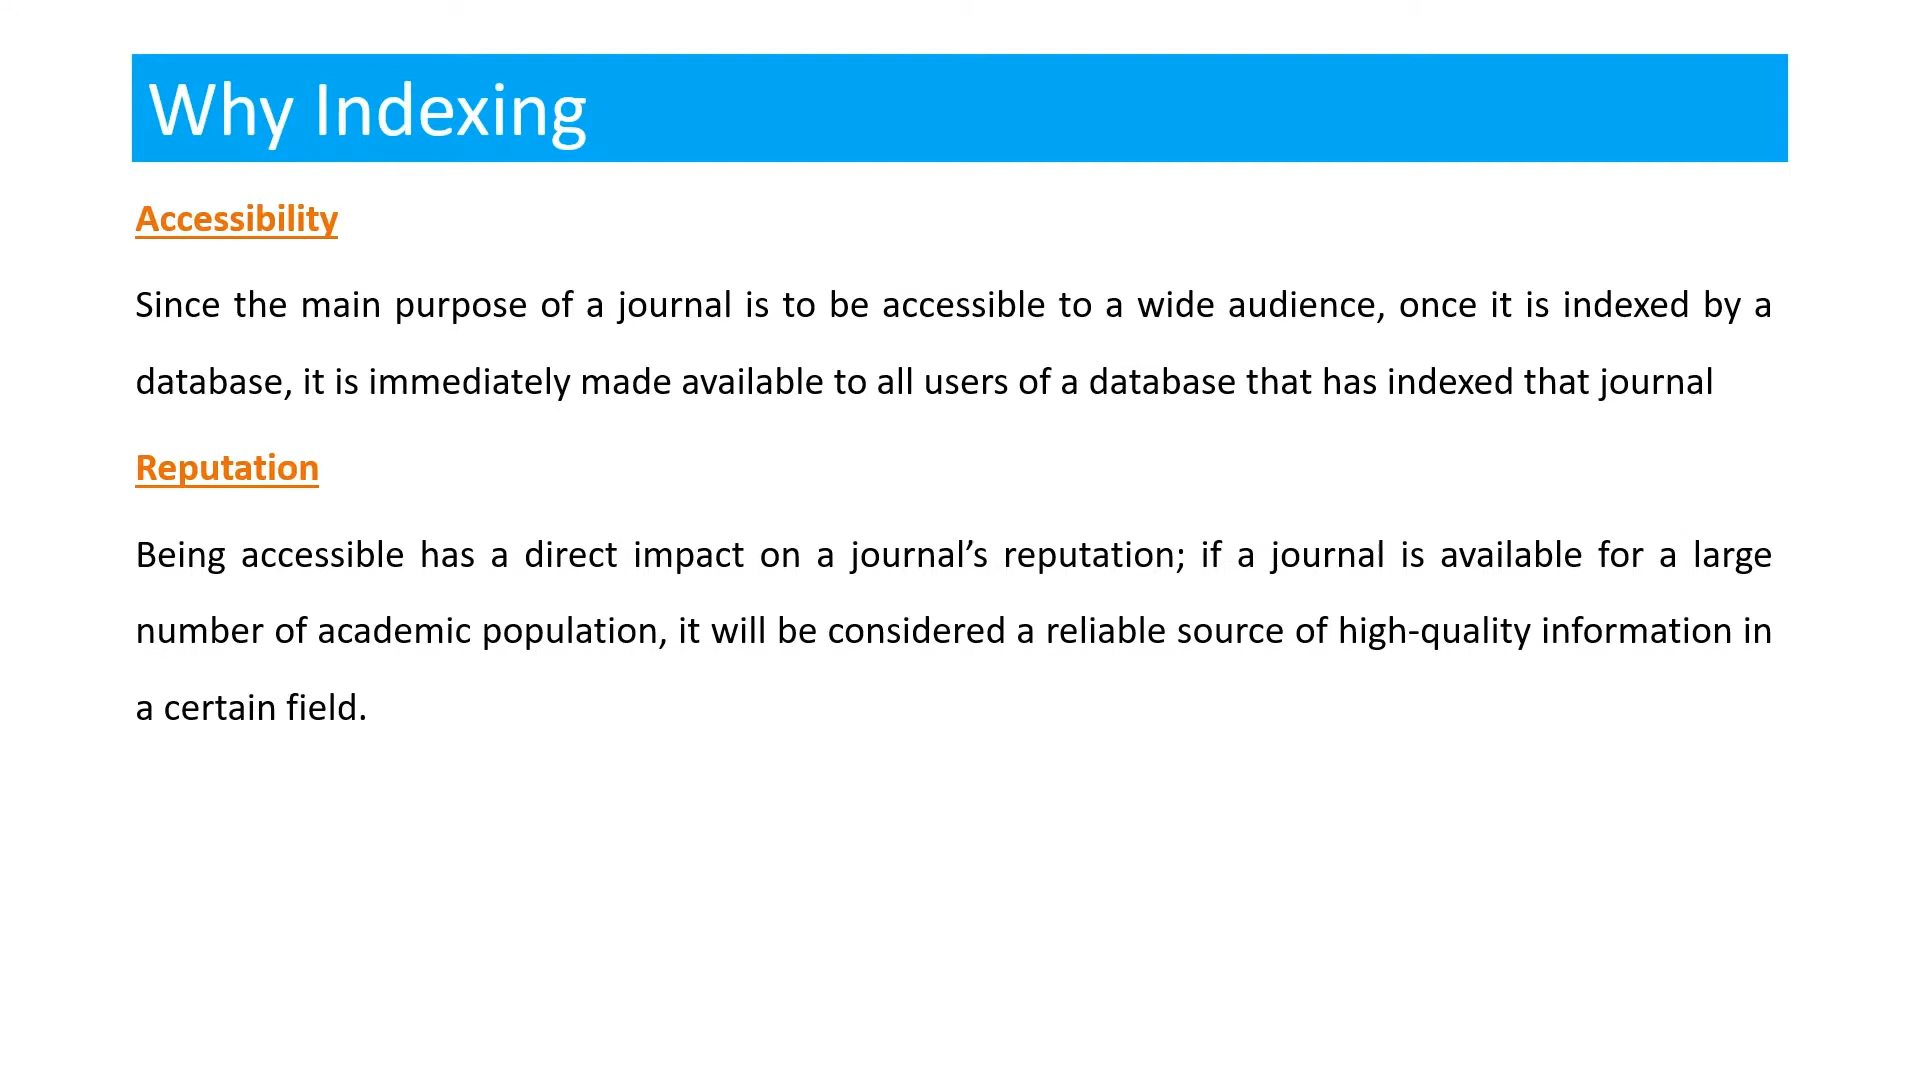 Why Indexing
Accessibility
Since the main purpose of a journal is to be accessible to a wide audience, once it is indexed by a
database, it is immediately made available to all users of a database that has indexed that journal
Reputation
Being accessible has a direct impact on a journal’s reputation; if a journal is available for a large
number of academic population, it will be considered a reliable source of high-quality information in
a certain field.